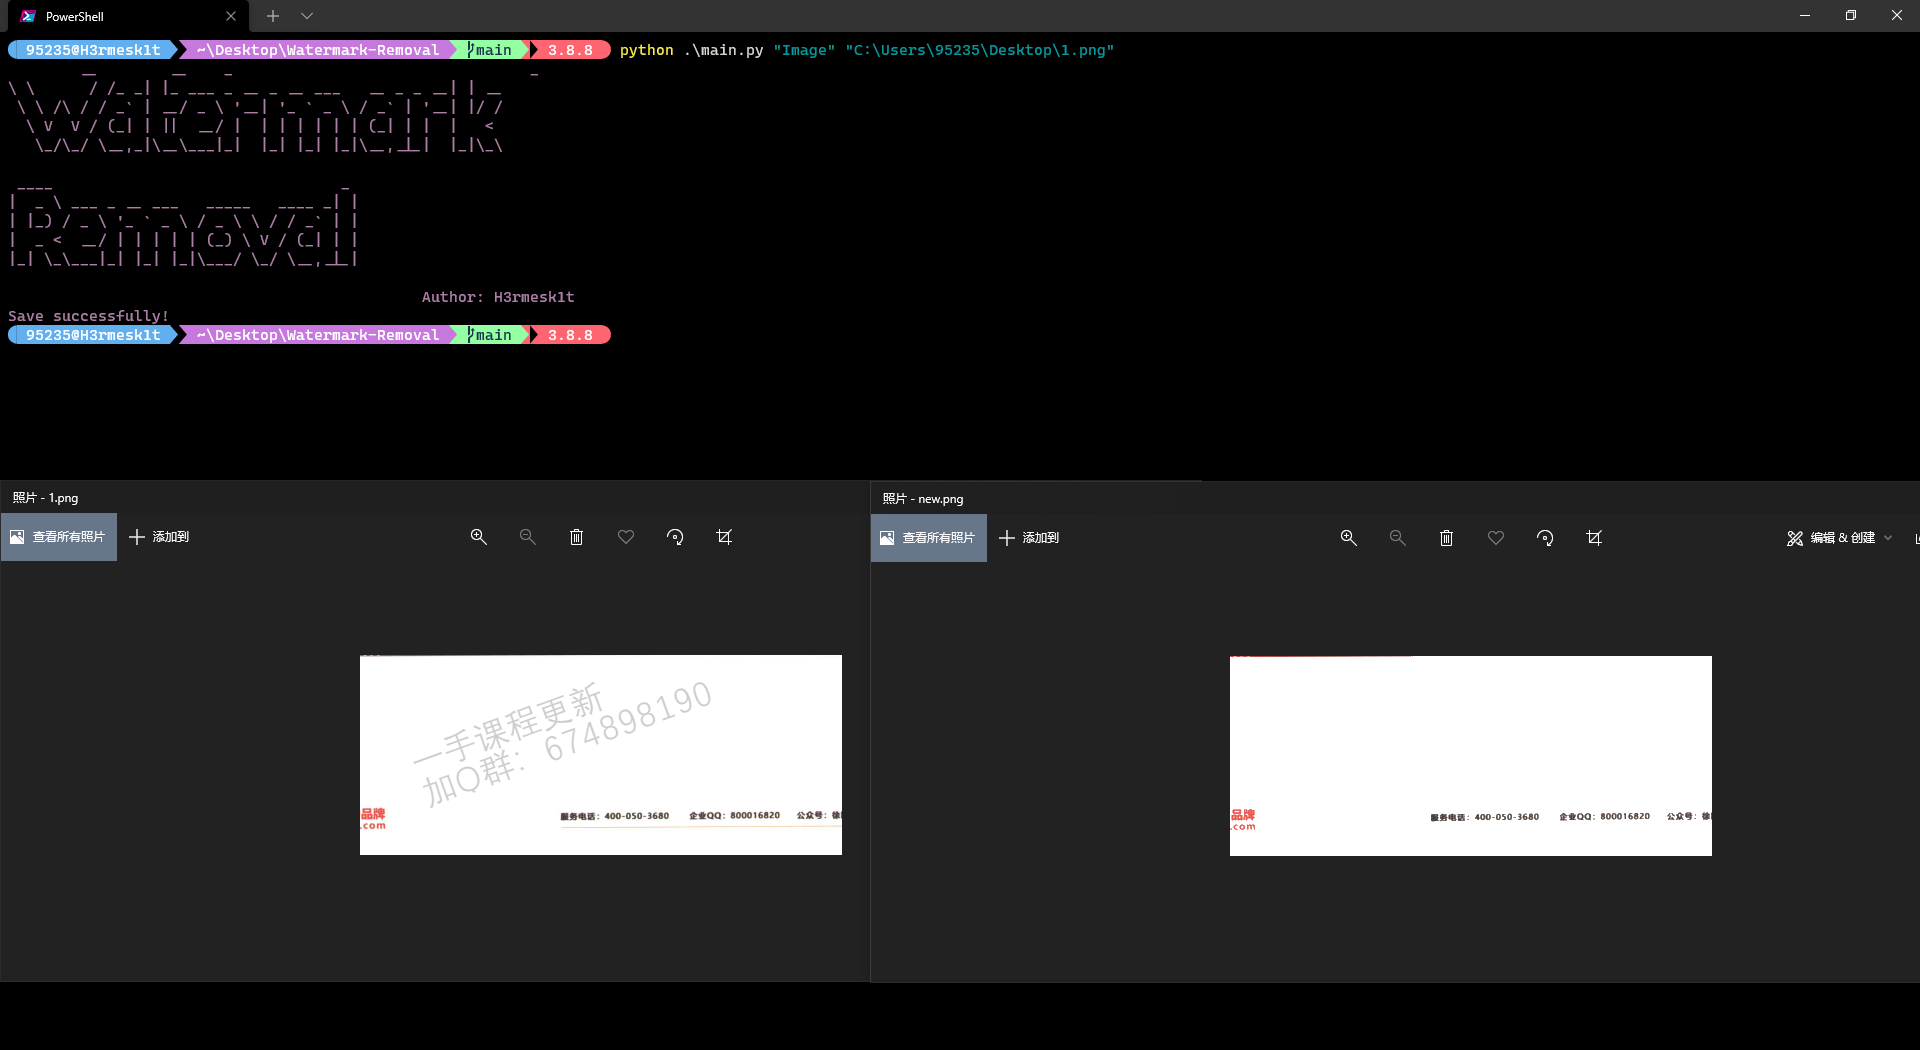 PowerShell
95235@H3rmesk1t ~\Desktop\Watermark-Removal main 3.8.8 python .\main.py "Image" "C:\Users\95235\Desktop\1.png"
Watermark
Removal
Author: H3rmesk1t
Save successfully!
95235@H3rmesk1t ~\Desktop\Watermark-Removal main 3.8.8
照片 - 1.png
查看所有照片 添加到
一手课程更新
加Q群：674898190
品牌
.com
服务电话：400-050-3680 企业QQ：800016820 公众号：徐
照片 - new.png
查看所有照片 添加到 编辑 & 创建
品牌
.com
服务电话：400-050-3680 企业QQ：800016820 公众号：徐